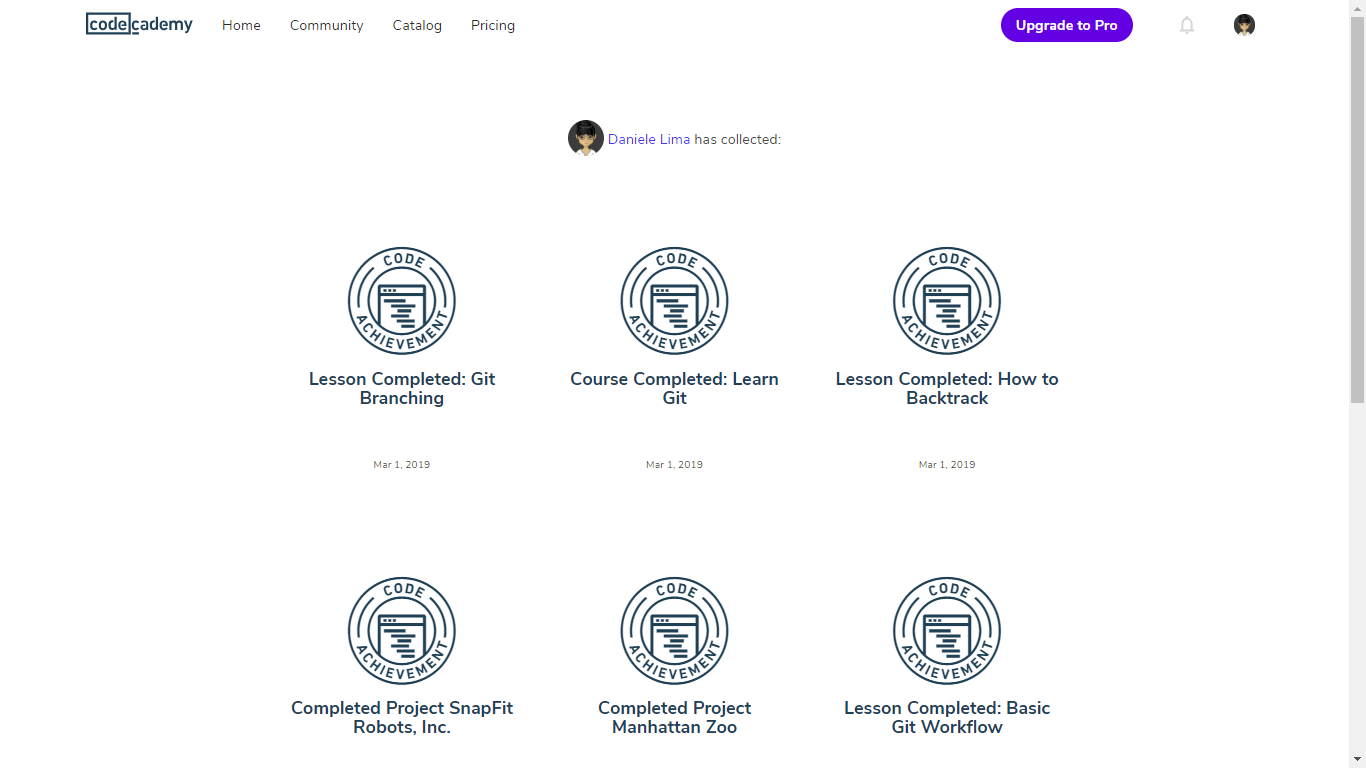 codecademy Home Community Catalog Pricing Upgrade to Pro
Daniele Lima has collected:
CODE ACHIEVEMENT
CODE ACHIEVEMENT
CODE ACHIEVEMENT
Lesson Completed: Git
Branching
Course Completed: Learn
Git
Lesson Completed: How to
Backtrack
Mar 1, 2019
Mar 1, 2019
Mar 1, 2019
CODE ACHIEVEMENT
CODE ACHIEVEMENT
CODE ACHIEVEMENT
Completed Project SnapFit
Robots, Inc.
Completed Project
Manhattan Zoo
Lesson Completed: Basic
Git Workflow